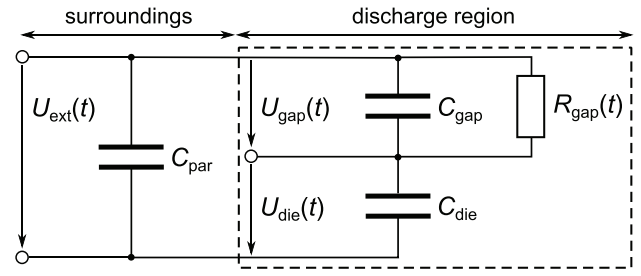 surroundings
discharge region
U_ext(t)
C_par
U_gap(t)
C_gap
R_gap(t)
U_die(t)
C_die